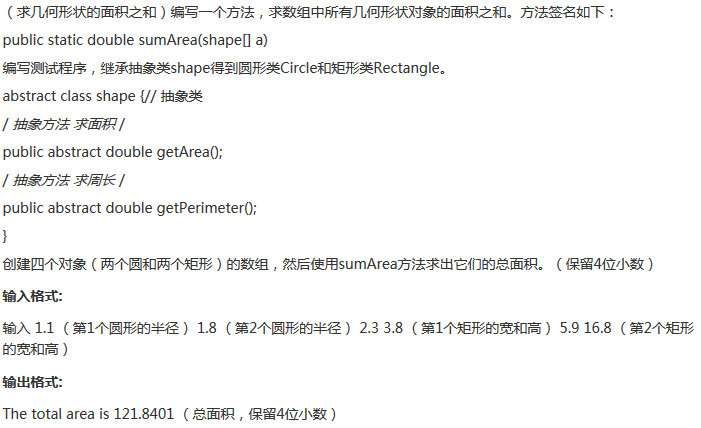 （求几何形状的面积之和）编写一个方法，求数组中所有几何形状对象的面积之和。方法签名如下：
public static double sumArea(shape[] a)
编写测试程序，继承抽象类shape得到圆形类Circle和矩形类Rectangle。
abstract class shape {// 抽象类
/ 抽象方法 求面积 /
public abstract double getArea();
/ 抽象方法 求周长 /
public abstract double getPerimeter();
}
创建四个对象（两个圆和两个矩形）的数组，然后使用sumArea方法求出它们的总面积。（保留4位小数）
输入格式:
输入 1.1 （第1个圆形的半径） 1.8 （第2个圆形的半径） 2.3 3.8 （第1个矩形的宽和高） 5.9 16.8 （第2个矩形
的宽和高）
输出格式:
The total area is 121.8401 （总面积，保留4位小数）